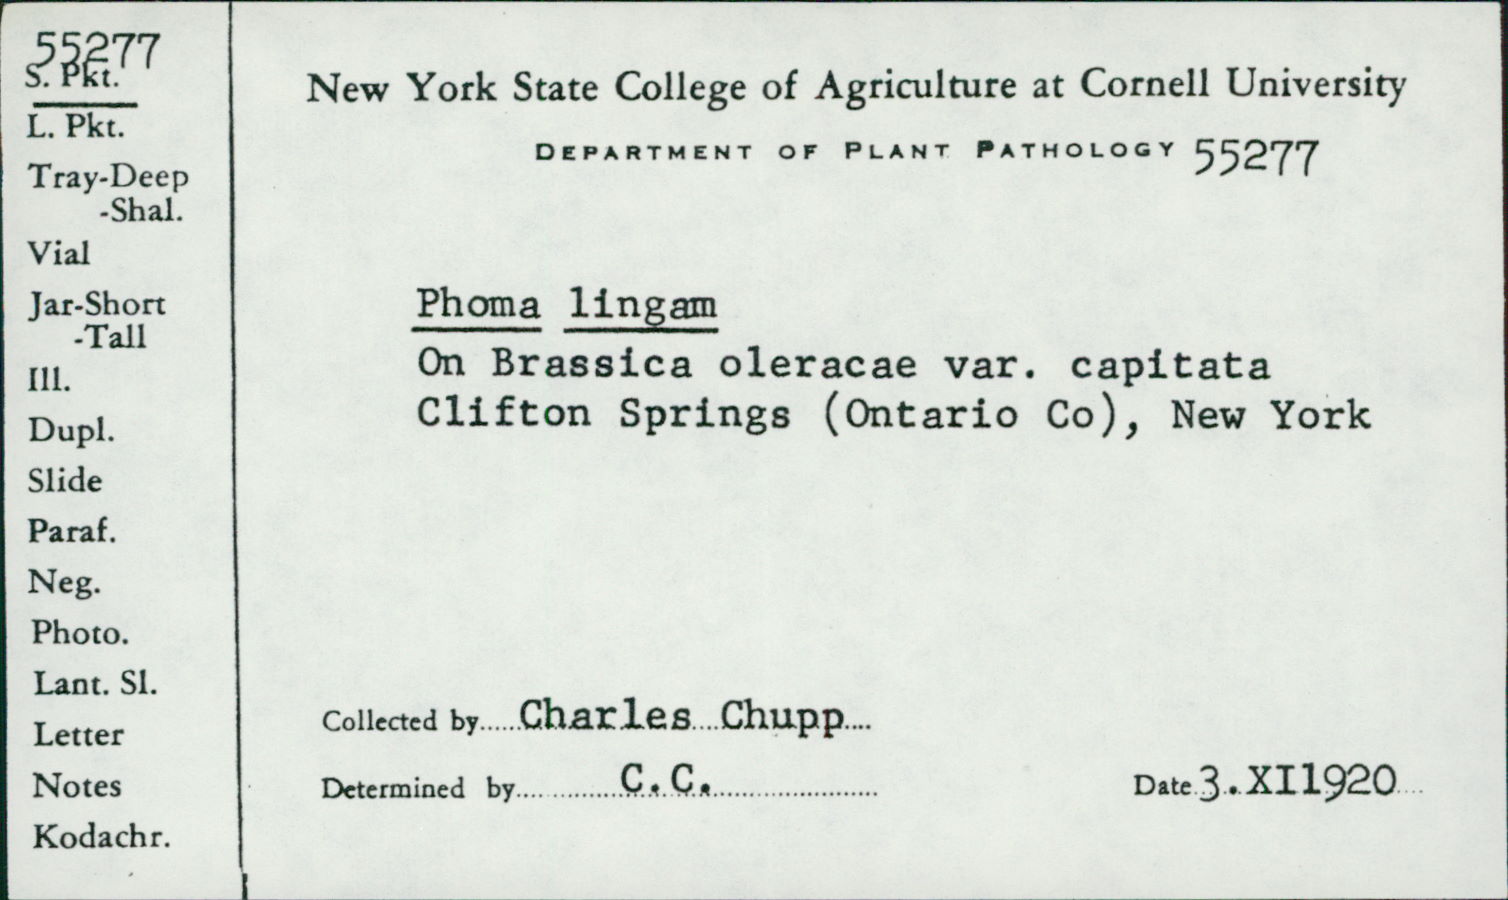 55277
S. Pkt.
L. Pkt.
Tray-Deep
-Shal.
Vial
Jar-Short
-Tall
Ill.
Dupl.
Slide
Paraf.
Neg.
Photo.
Lant. Sl.
Letter
Notes
Kodachr.
New York State College of Agriculture at Cornell University
DEPARTMENT OF PLANT PATHOLOGY 55277
Phoma lingam
On Brassica oleracae var. capitata
Clifton Springs (Ontario Co), New York
Collected by.....Charles...Chupp....
Determined by............C.C.....................
Date.3.XI1920....